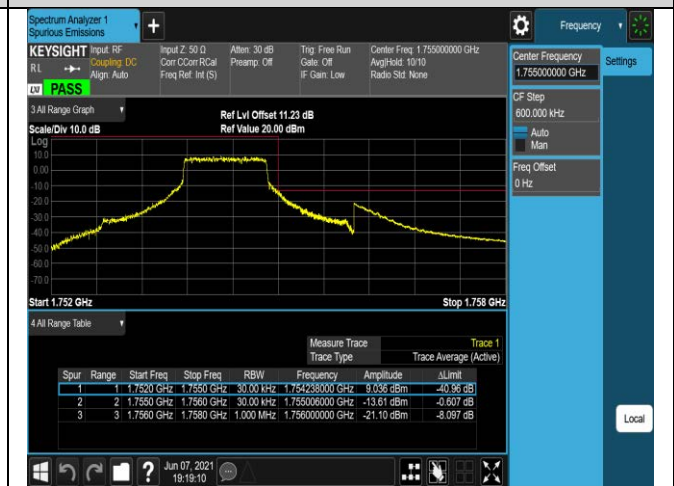 Spectrum Analyzer 1
Spurious Emissions
+
Frequency
KEYSIGHT Input: RF Input Z: 50 Ω Atten: 30 dB Trig: Free Run Center Freq: 1.755000000 GHz
RL Coupling: DC Corr CCorr RCal Preamp: Off Gate: Off Avg|Hold: 10/10
Align: Auto Freq Ref: Int (S) IF Gain: Low Radio Std: None
LXI PASS
Center Frequency
1.755000000 GHz
Settings
CF Step
600.000 kHz
Auto
Man
Freq Offset
0 Hz
3 All Range Graph
Ref Lvl Offset 11.23 dB
Scale/Div 10.0 dB Ref Value 20.00 dBm
Log
10.0
0.00
-10.0
-20.0
-30.0
-40.0
-50.0
-60.0
-70.0
Start 1.752 GHz Stop 1.758 GHz
4 All Range Table
Measure Trace Trace 1
Trace Type Trace Average (Active)
Spur Range Start Freq Stop Freq RBW Frequency Amplitude ΔLimit
1 1 1.7520 GHz 1.7550 GHz 30.00 kHz 1.754238000 GHz 9.036 dBm -40.96 dB
2 2 1.7550 GHz 1.7560 GHz 30.00 kHz 1.755006000 GHz -13.61 dBm -0.607 dB
3 3 1.7560 GHz 1.7580 GHz 1.000 MHz 1.756000000 GHz -21.10 dBm -8.097 dB
Local
? Jun 07, 2021
19:19:10